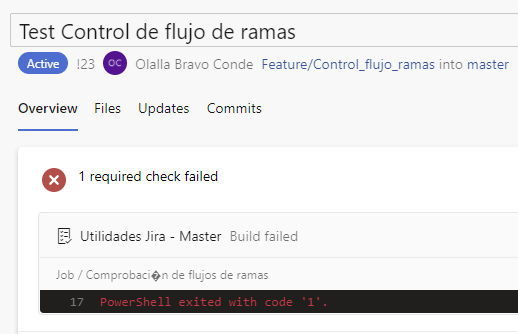 Test Control de flujo de ramas
Active !23 OC Olalla Bravo Conde Feature/Control_flujo_ramas into master
Overview Files Updates Commits
1 required check failed
Utilidades Jira - Master Build failed
Job / Comprobaci�n de flujos de ramas
17 PowerShell exited with code '1'.